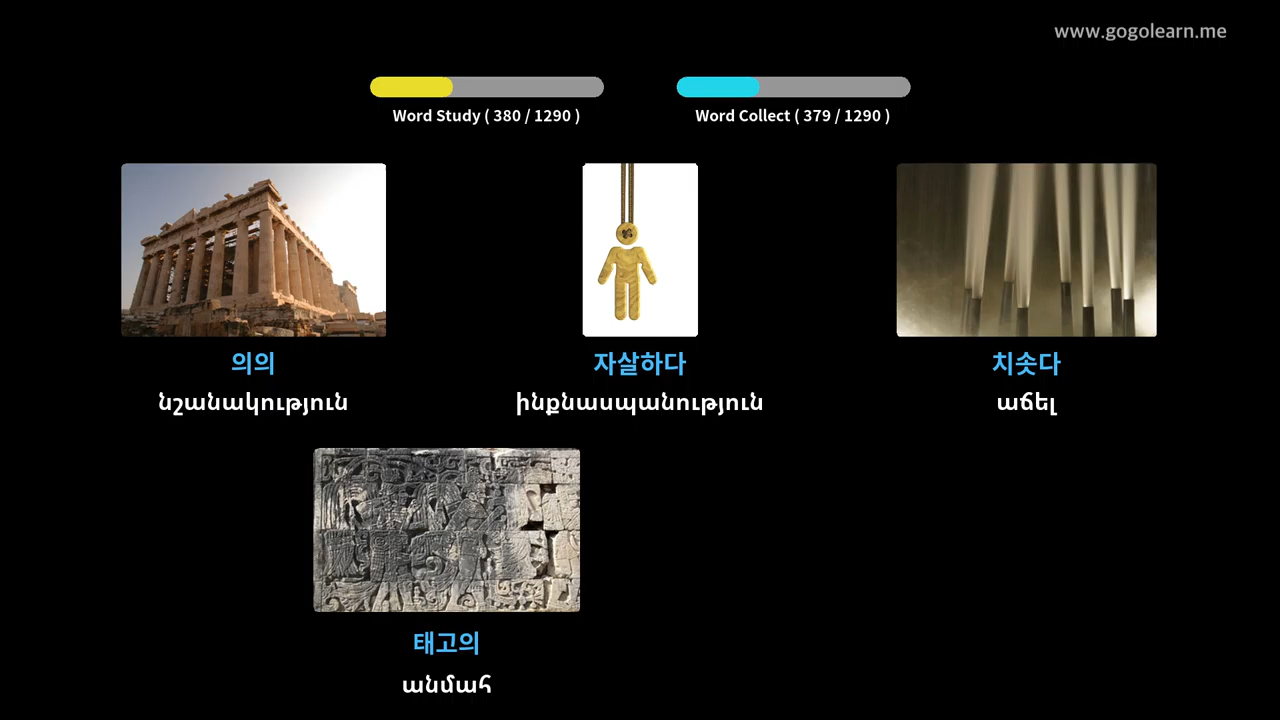 www.gogolearn.me
Word Study ( 380 / 1290 )
Word Collect ( 379 / 1290 )
의의
նշանակություն
자살하다
ինքնասպանություն
치솟다
աճել
태고의
անմահ